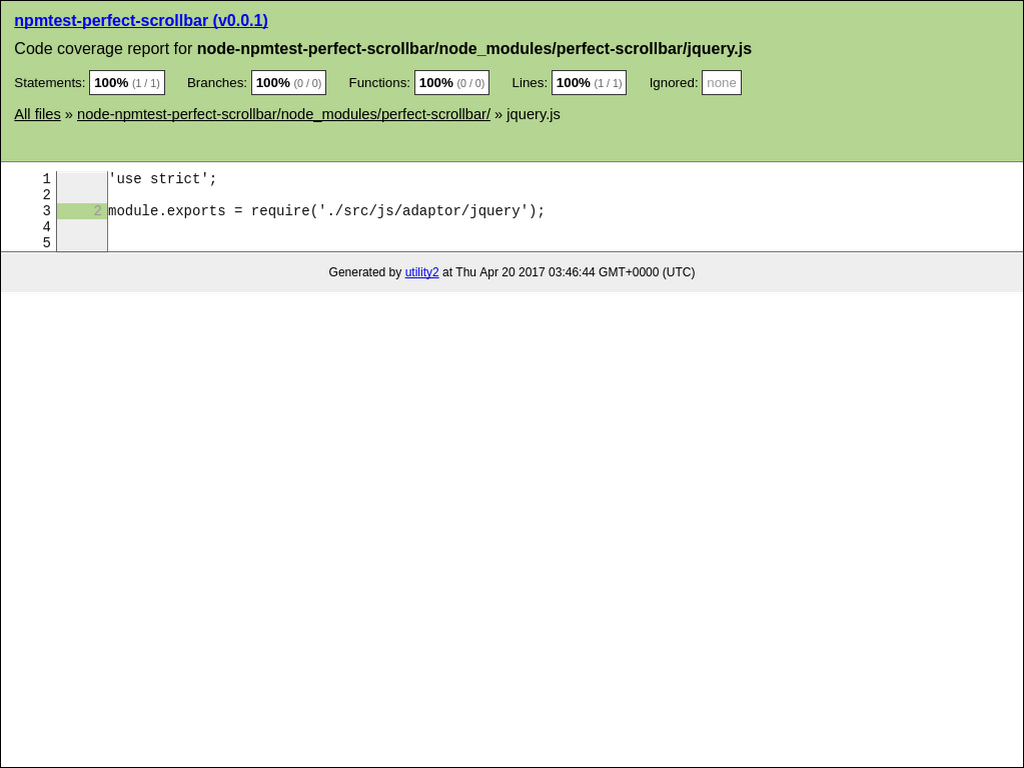 npmtest-perfect-scrollbar (v0.0.1)
Code coverage report for node-npmtest-perfect-scrollbar/node_modules/perfect-scrollbar/jquery.js
Statements: 100% (1 / 1) Branches: 100% (0 / 0) Functions: 100% (0 / 0) Lines: 100% (1 / 1) Ignored: none
All files » node-npmtest-perfect-scrollbar/node_modules/perfect-scrollbar/ » jquery.js
1 'use strict';
2
3 2 module.exports = require('./src/js/adaptor/jquery');
4
5
Generated by utility2 at Thu Apr 20 2017 03:46:44 GMT+0000 (UTC)